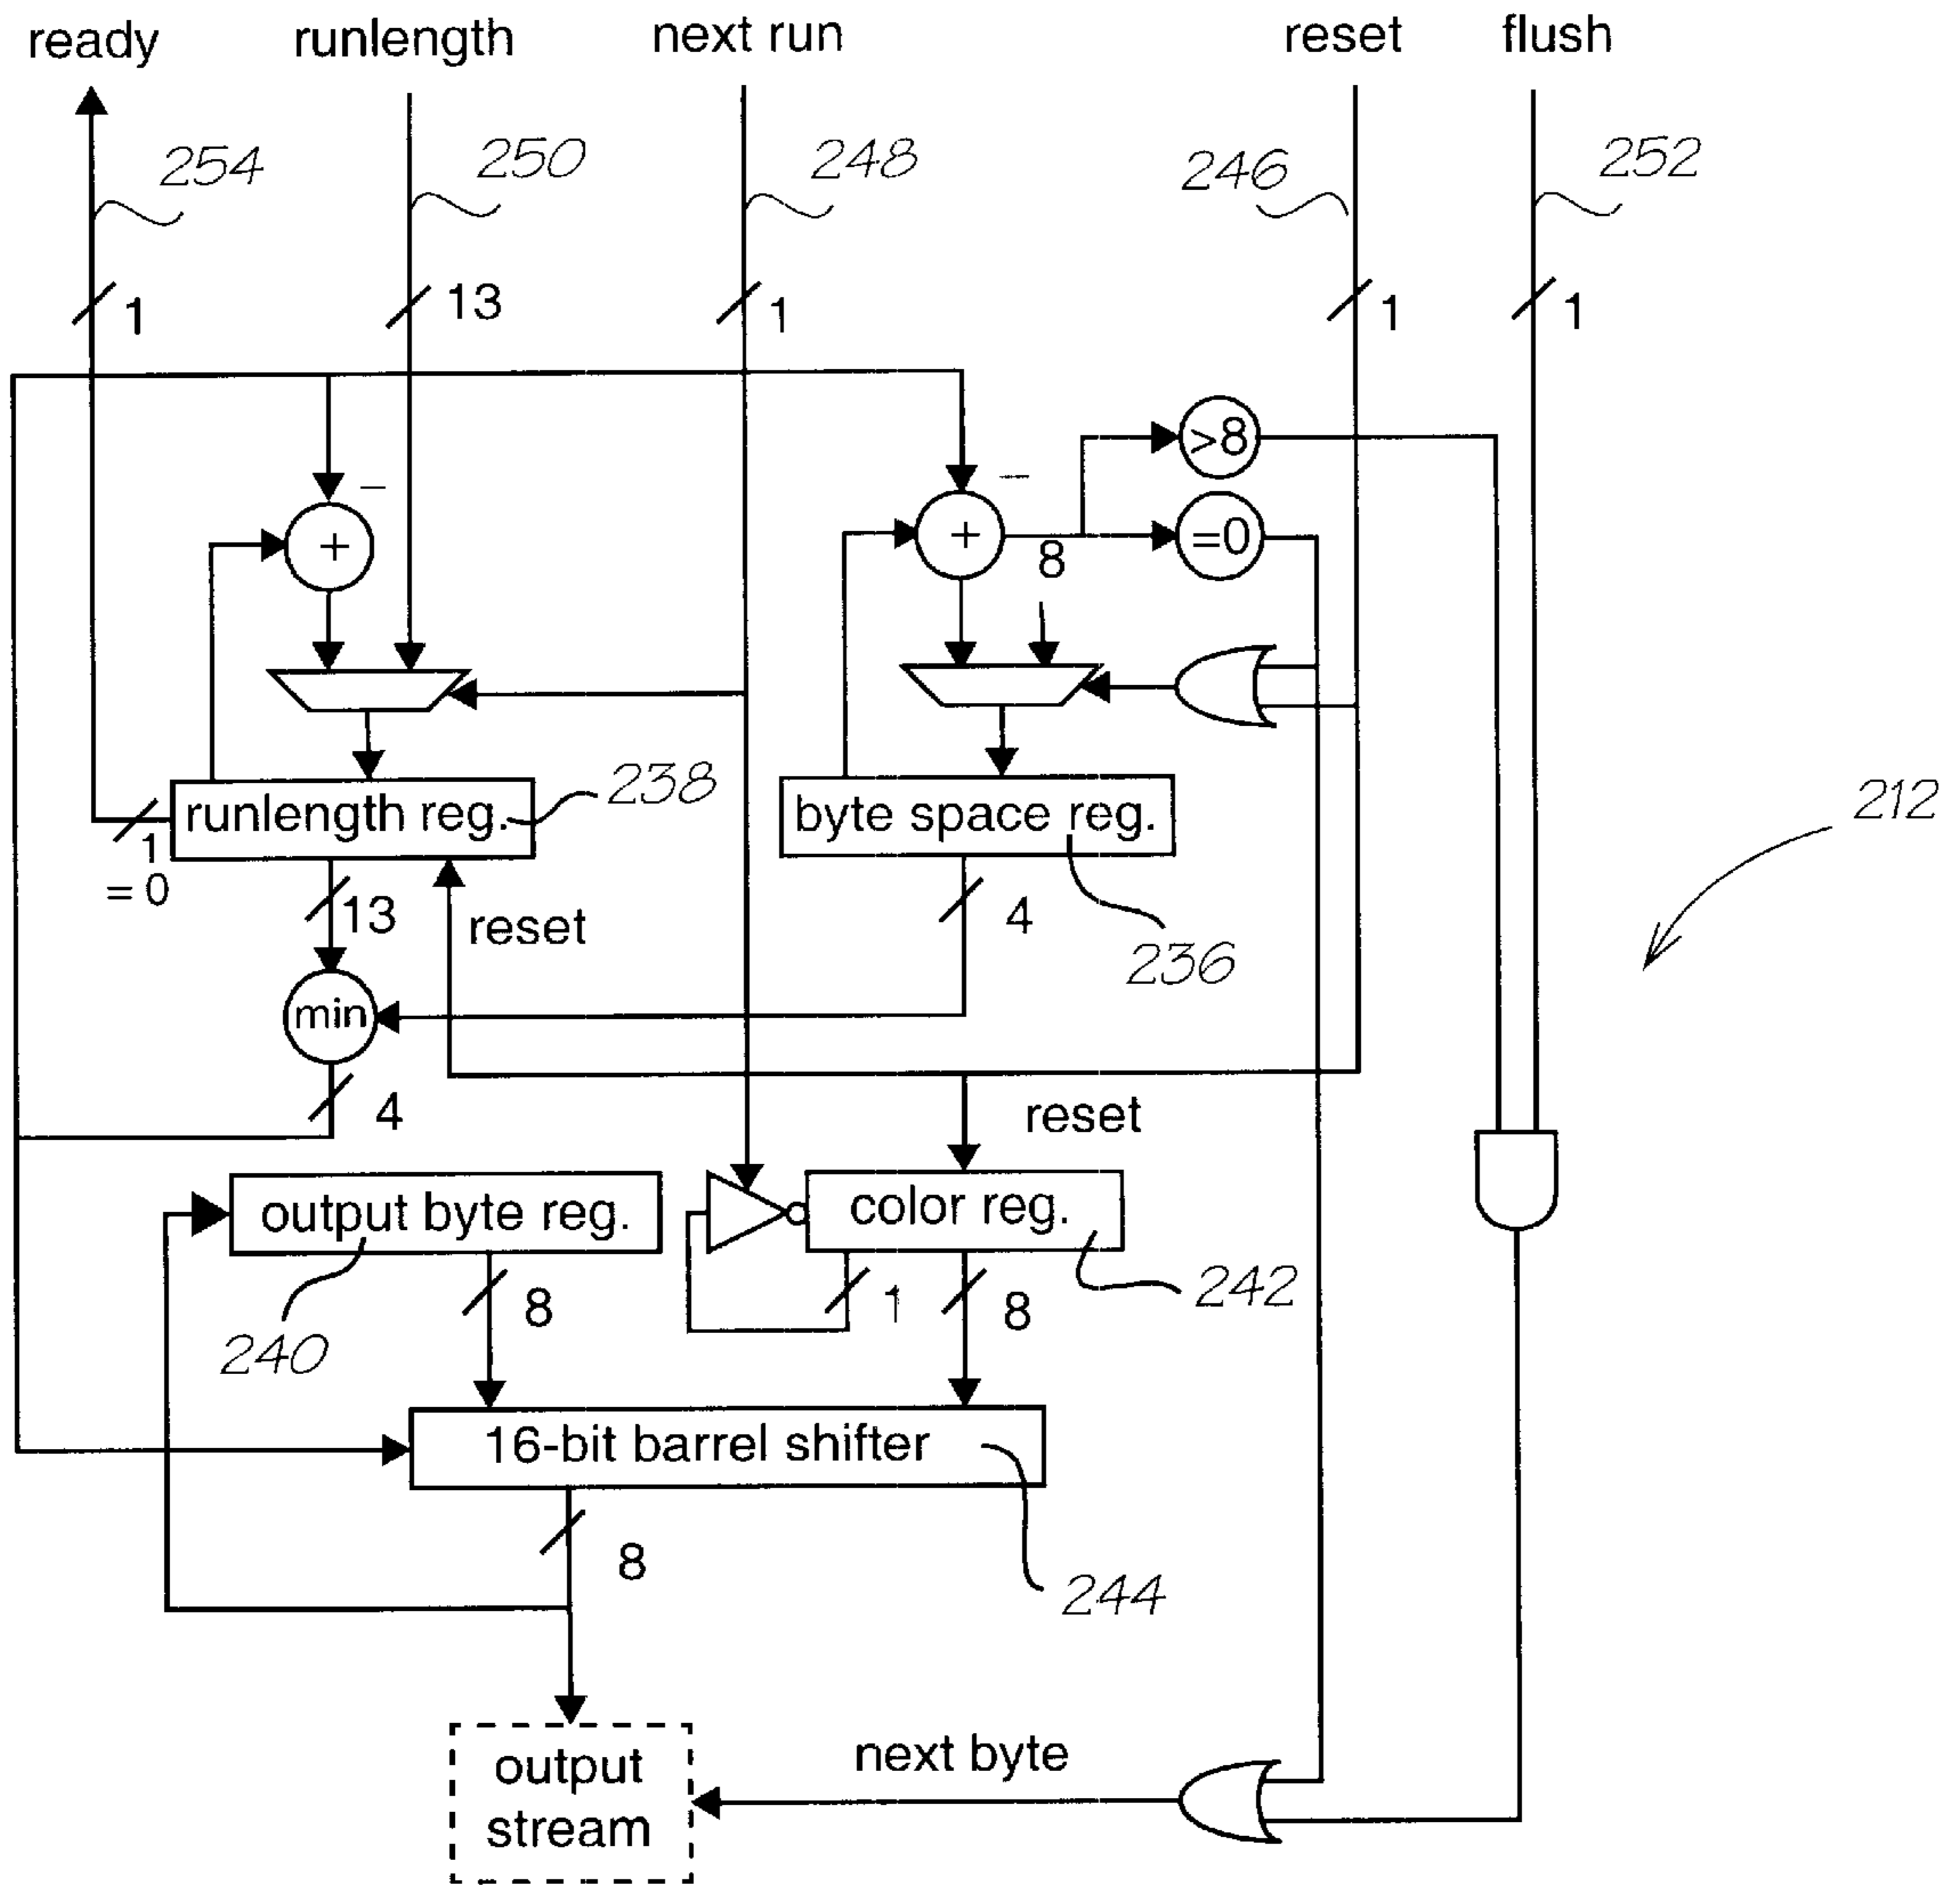 ready
runlength
next run
reset
flush
254
250
248
246
252
1
13
1
1
1
>8
–
–
+
+
=0
8
238
212
runlength reg.
byte space reg.
1
= 0
13
reset
4
236
min
4
reset
output byte reg.
color reg.
8
1
8
242
240
16-bit barrel shifter
8
244
next byte
output
stream